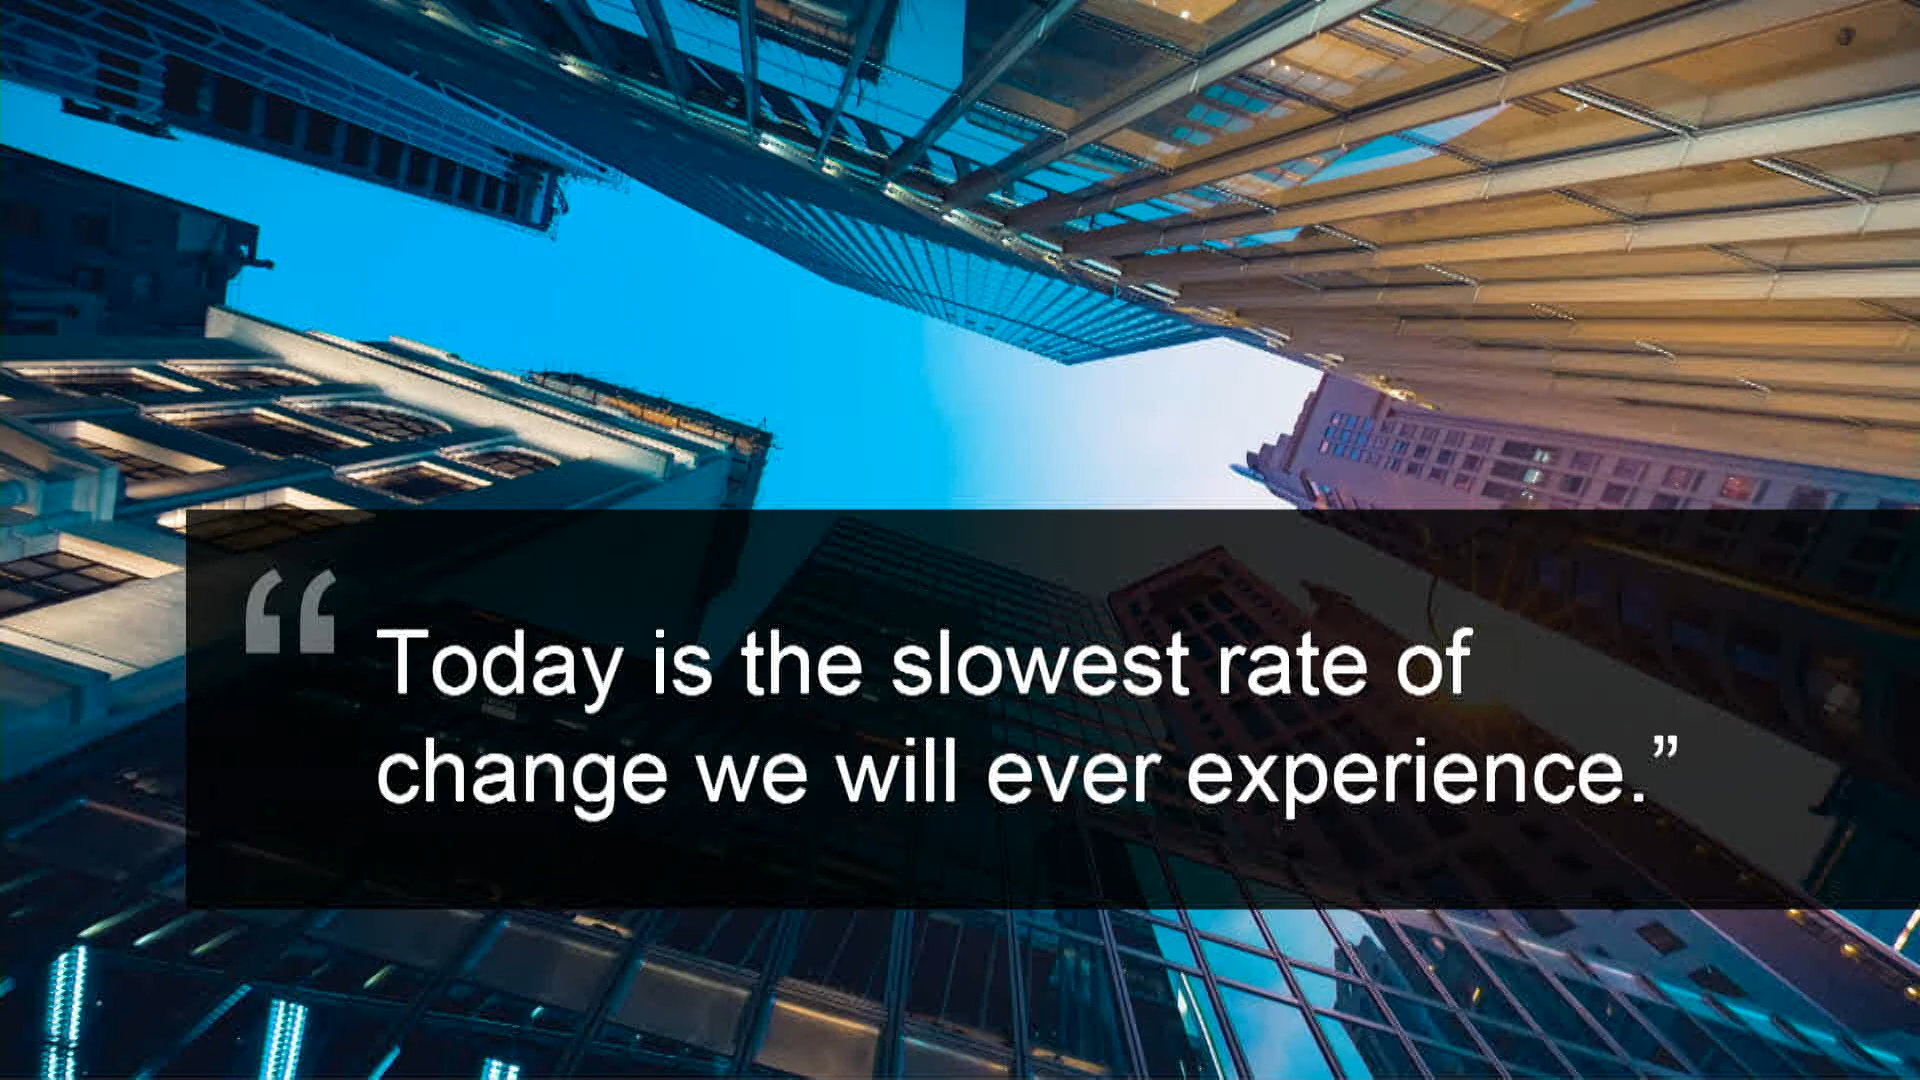 “Today is the slowest rate of
change we will ever experience.”